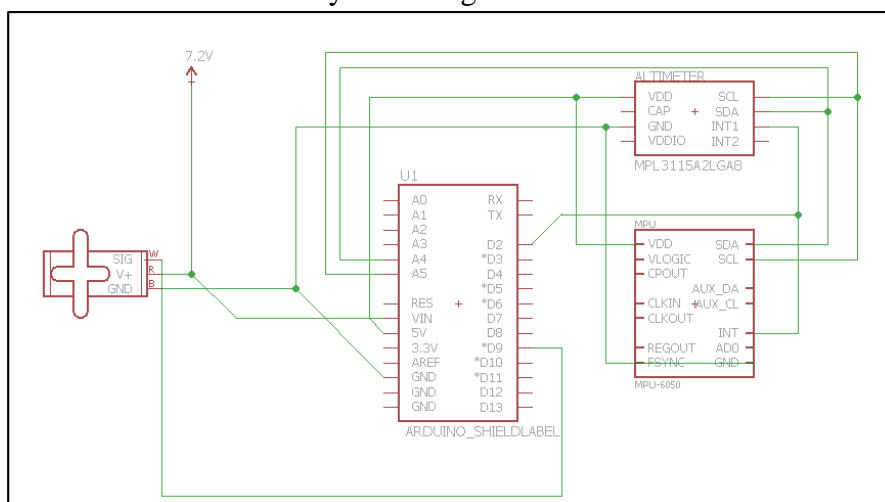 7.2V
ALTIMETER
VDD SCL
CAP SDA
GND INT1
VDDIO INT2
MPL3115A2LGA8
U1
A0 RX
A1 TX
A2
A3 D2
A4 *D3
A5 D4
*D5
RES *D6
VIN D7
5V D8
3.3V *D9
AREF *D10
GND *D11
GND D12
GND D13
ARDUINO_SHIELDLABEL
SIG W
V+ R
GND B
MPU
VDD SDA
VLOGIC SCL
CPOUT
AUX_DA
CLKIN AUX_CL
CLKOUT
INT
REGOUT AD0
FSYNC GND
MPU-6050